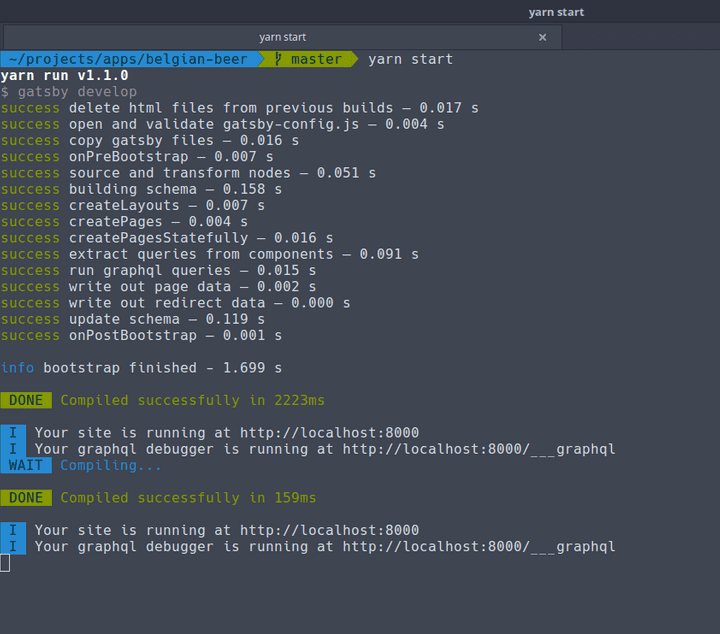 yarn start
yarn start ×
~/projects/apps/belgian-beer master yarn start
yarn run v1.1.0
$ gatsby develop
success delete html files from previous builds — 0.017 s
success open and validate gatsby-config.js — 0.004 s
success copy gatsby files — 0.016 s
success onPreBootstrap — 0.007 s
success source and transform nodes — 0.051 s
success building schema — 0.158 s
success createLayouts — 0.007 s
success createPages — 0.004 s
success createPagesStatefully — 0.016 s
success extract queries from components — 0.091 s
success run graphql queries — 0.015 s
success write out page data — 0.002 s
success write out redirect data — 0.000 s
success update schema — 0.119 s
success onPostBootstrap — 0.001 s
info bootstrap finished - 1.699 s
DONE Compiled successfully in 2223ms
I Your site is running at http://localhost:8000
I Your graphql debugger is running at http://localhost:8000/___graphql
WAIT Compiling...
DONE Compiled successfully in 159ms
I Your site is running at http://localhost:8000
I Your graphql debugger is running at http://localhost:8000/___graphql